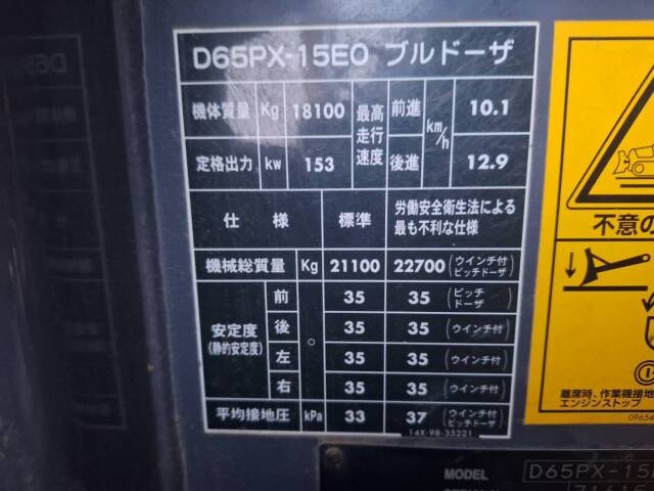 D65PX-15E0 ブルドーザ
機体質量 Kg 18100 最高走行速度 km/h 前進 10.1
定格出力 kw 153 後進 12.9
仕 様 標準 労働安全衛生法による最も不利な仕様
機械総質量 Kg 21100 22700 (ウインチ付ピッチドーザ)
安定度 (静的安定度) 前 ° 35 35 (ピッチドーザ)
後 35 35 (ウインチ付)
左 35 35 (ウインチ付)
右 35 35 (ウインチ付)
平均接地圧 kPa 33 37 (ウインチ付ピッチドーザ)
14X-98-35221
不意の
離席時、作業機接地
エンジンストップ
MODEL D65PX-15